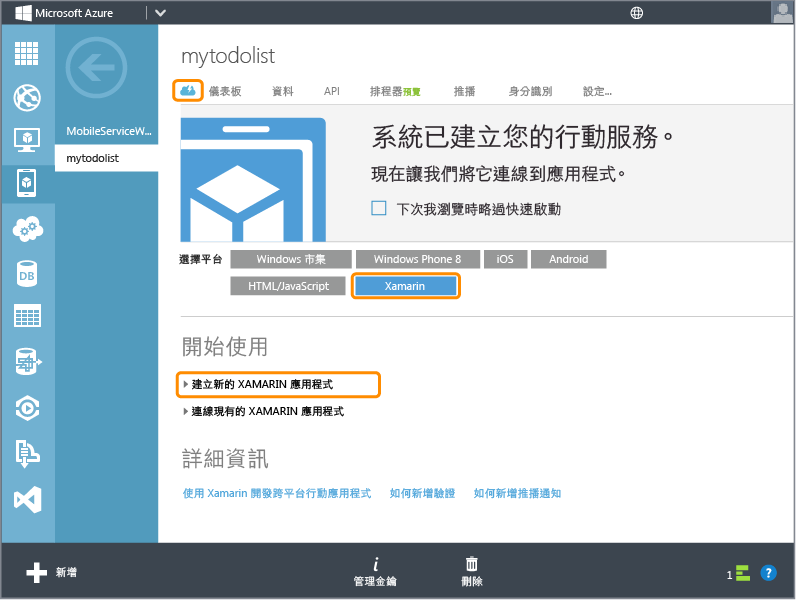 Microsoft Azure
MobileServiceW...
mytodolist
DB
mytodolist
儀表板 資料 API 排程器預覽 推播 身分識別 設定...
系統已建立您的行動服務。
現在讓我們將它連線到應用程式。
下次我瀏覽時略過快速啟動
選擇平台 Windows 市集 Windows Phone 8 iOS Android
HTML/JavaScript Xamarin
開始使用
建立新的 XAMARIN 應用程式
連線現有的 XAMARIN 應用程式
詳細資訊
使用 Xamarin 開發跨平台行動應用程式 如何新增驗證 如何新增推播通知
新增 管理金鑰 刪除 1 ?